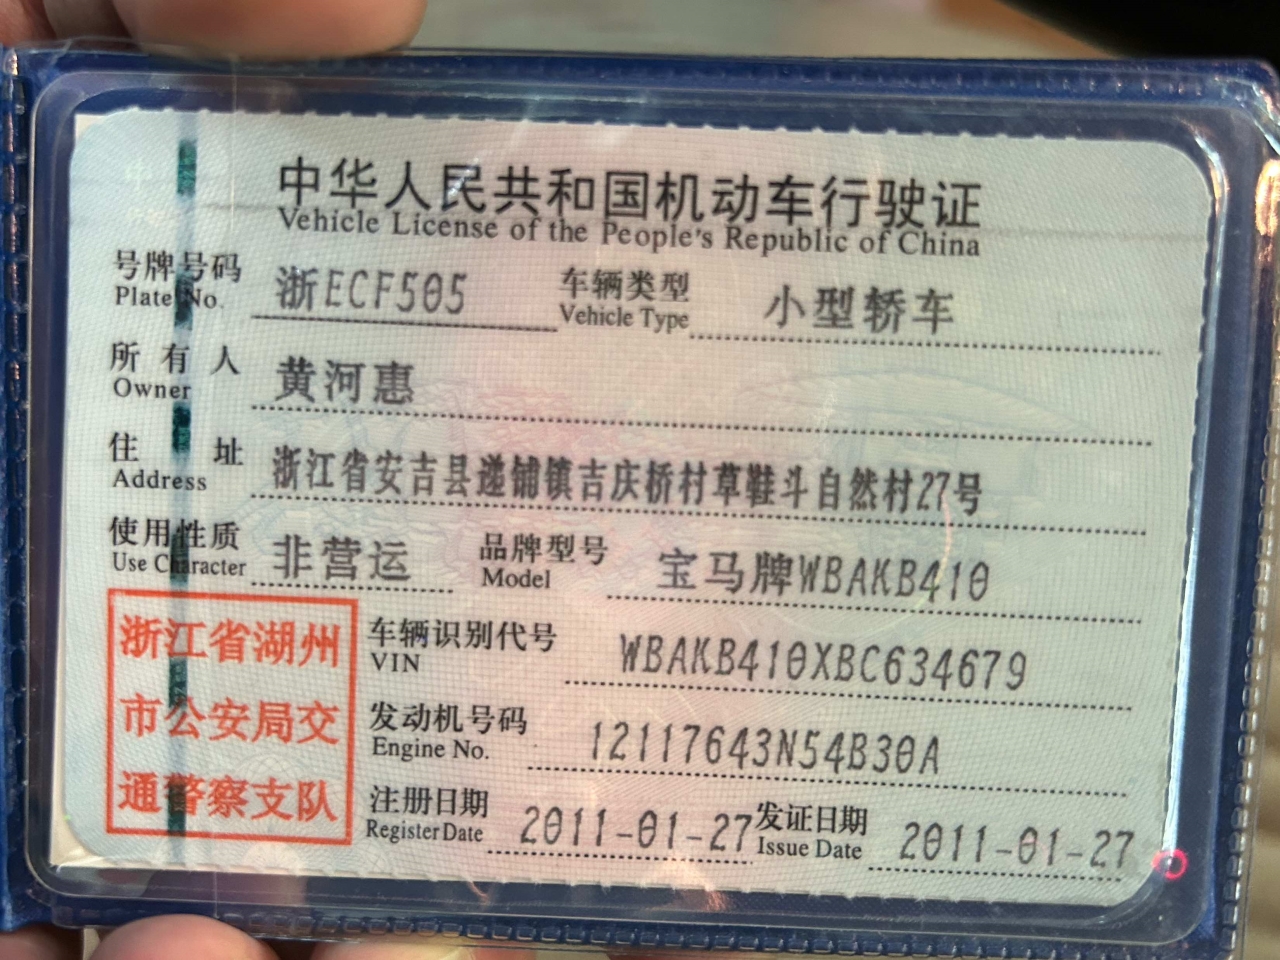 中华人民共和国机动车行驶证
Vehicle License of the People's Republic of China
号牌号码 浙ECF505 车辆类型 小型轿车
Plate No. Vehicle Type
所有人 黄河惠
Owner
住址 浙江省安吉县递铺镇吉庆桥村草鞋斗自然村27号
Address
使用性质 非营运 品牌型号 宝马牌WBAKB410
Use Character Model
浙江省湖州
市公安局交
通警察支队
车辆识别代号 WBAKB410XBC634679
VIN
发动机号码 12117643N54B30A
Engine No.
注册日期 2011-01-27 发证日期 2011-01-27
Register Date Issue Date